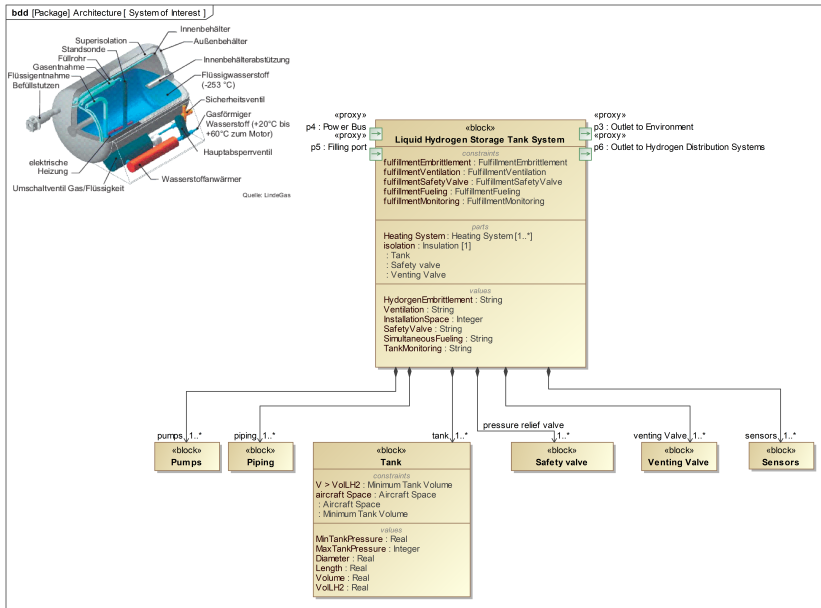 bdd [Package] Architecture [ System of Interest ]
Innenbehälter
Superisolation
Außenbehälter
Standsonde
Füllrohr
Gasentnahme
Innenbehälterabstützung
Flüssigentnahme
Flüssigwasserstoff
(-253 °C)
Befüllstutzen
Sicherheitsventil
Gasförmiger
Wasserstoff (+20°C bis
+60°C zum Motor)
Hauptabsperrventil
elektrische
Heizung
Wasserstoffanwärmer
Umschaltventil Gas/Flüssigkeit
Quelle: LindeGas
«proxy»
p4 : Power Bus
«proxy»
p5 : Filling port
«proxy»
p3 : Outlet to Environment
«proxy»
p6 : Outlet to Hydrogen Distribution Systems
«block»
Liquid Hydrogen Storage Tank System
constraints
fulfillmentEmbrittlement : FulfillmentEmbrittlement
fulfillmentVentilation : FulfillmentVentilation
fulfillmentSafetyValve : FulfillmentSafetyValve
fulfillmentFueling : FulfillmentFueling
fulfillmentMonitoring : FulfillmentMonitoring
parts
Heating System : Heating System [1..*]
isolation : Insulation [1]
: Tank
: Safety valve
: Venting Valve
values
HydorgenEmbrittlement : String
Ventilation : String
InstallationSpace : Integer
SafetyValve : String
SimultaneousFueling : String
TankMonitoring : String
pumps 1..*
piping 1..*
tank 1..*
pressure relief valve
1..*
venting Valve 1..*
sensors 1..*
«block»
Pumps
«block»
Piping
«block»
Tank
constraints
V > VolLH2 : Minimum Tank Volume
aircraft Space : Aircraft Space
: Aircraft Space
: Minimum Tank Volume
values
MinTankPressure : Real
MaxTankPressure : Integer
Diameter : Real
Length : Real
Volume : Real
VolLH2 : Real
«block»
Safety valve
«block»
Venting Valve
«block»
Sensors